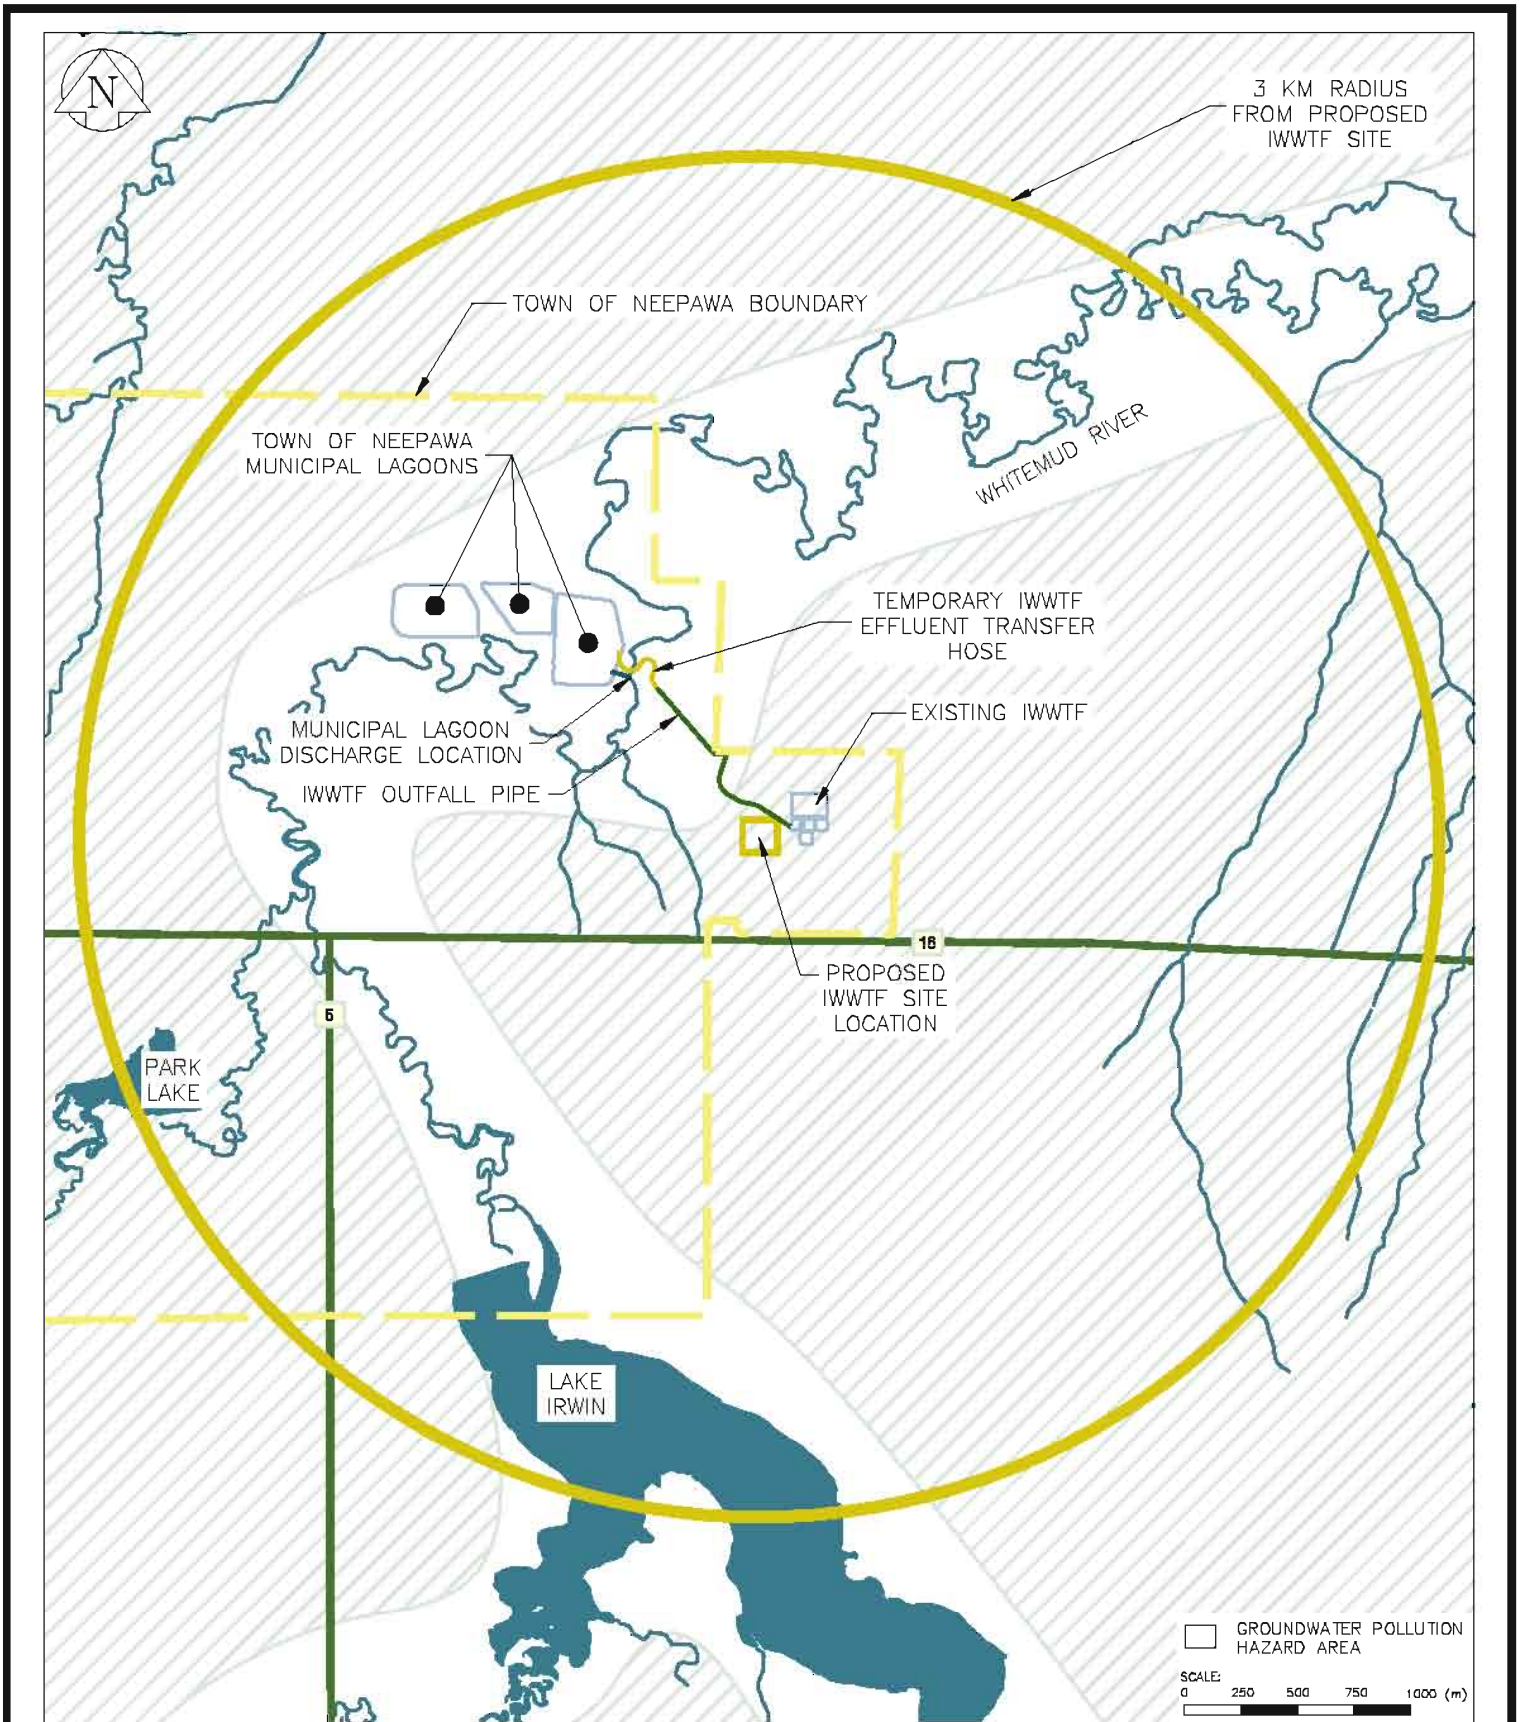 N
3 KM RADIUS
FROM PROPOSED
IWWTF SITE
TOWN OF NEEPAWA BOUNDARY
TOWN OF NEEPAWA
MUNICIPAL LAGOONS
WHITEMUD RIVER
TEMPORARY IWWTF
EFFLUENT TRANSFER
HOSE
EXISTING IWWTF
MUNICIPAL LAGOON
DISCHARGE LOCATION
IWWTF OUTFALL PIPE
16
PROPOSED
IWWTF SITE
LOCATION
5
PARK
LAKE
LAKE
IRWIN
GROUNDWATER POLLUTION
HAZARD AREA
SCALE:
0 250 500 750 1000 (m)